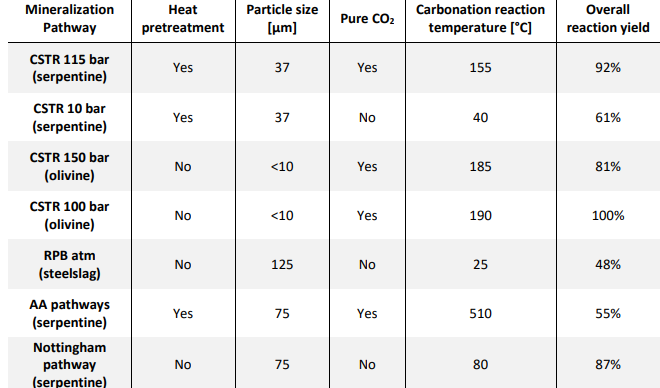 Mineralization Pathway Heat pretreatment Particle size [µm] Pure CO₂ Carbonation reaction temperature [°C] Overall reaction yield
CSTR 115 bar (serpentine) Yes 37 Yes 155 92%
CSTR 10 bar (serpentine) Yes 37 No 40 61%
CSTR 150 bar (olivine) No <10 Yes 185 81%
CSTR 100 bar (olivine) No <10 Yes 190 100%
RPB atm (steelslag) No 125 No 25 48%
AA pathways (serpentine) Yes 75 Yes 510 55%
Nottingham pathway (serpentine) No 75 No 80 87%